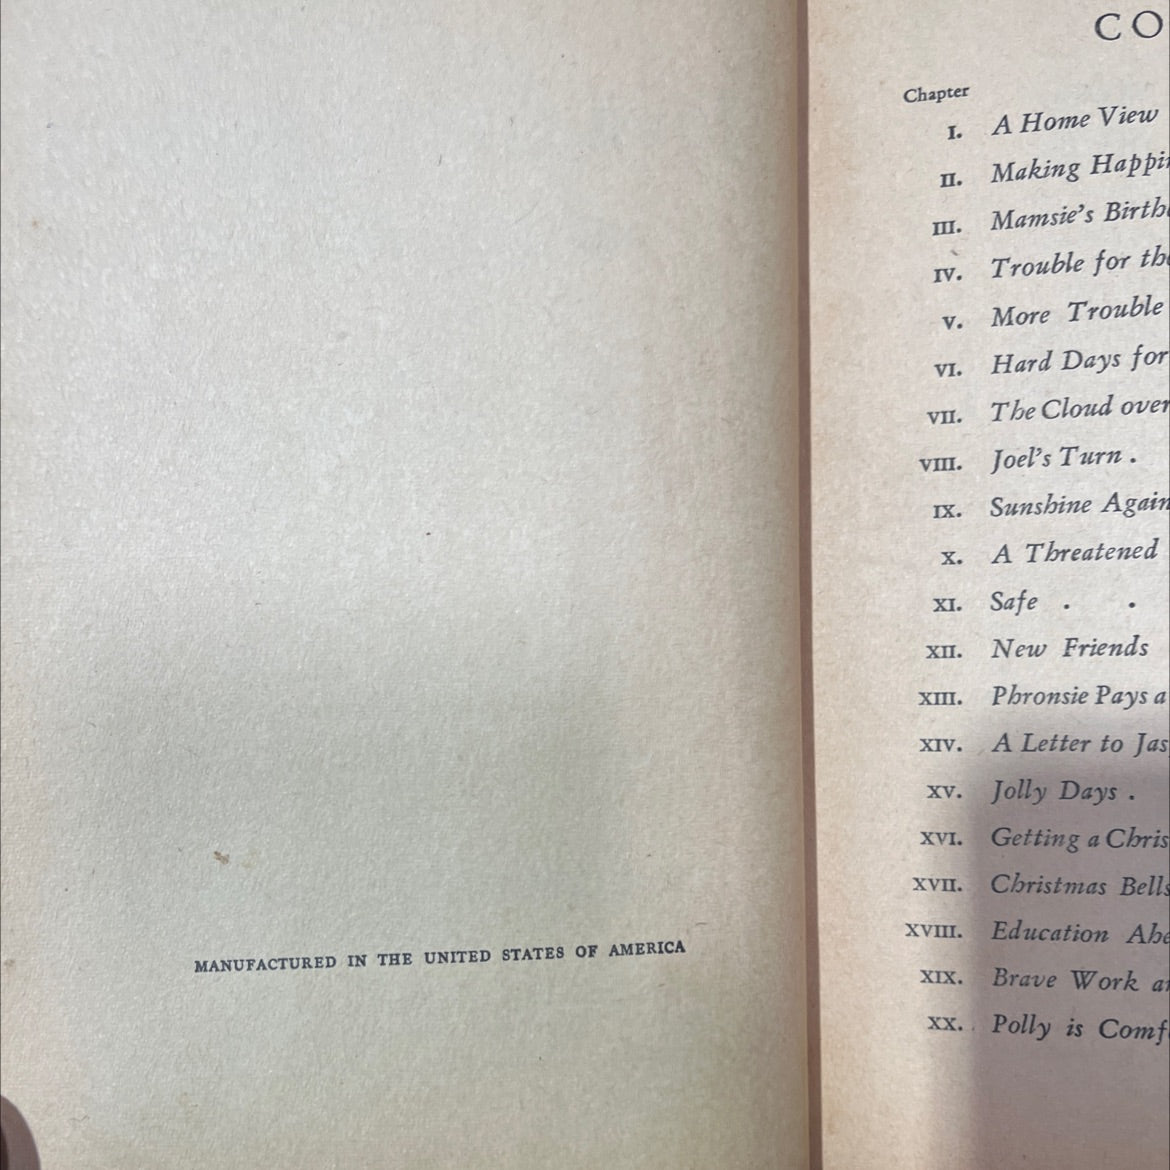 MANUFACTURED IN THE UNITED STATES OF AMERICA
CO
Chapter
I. A Home View
II. Making Happi
III. Mamsie's Birth
IV. Trouble for the
V. More Trouble
VI. Hard Days for
VII. The Cloud over
VIII. Joel's Turn .
IX. Sunshine Again
X. A Threatened
XI. Safe . .
XII. New Friends
XIII. Phronsie Pays a
XIV. A Letter to Jas
XV. Jolly Days .
XVI. Getting a Chris
XVII. Christmas Bells
XVIII. Education Ahe
XIX. Brave Work a
XX. Polly is Comf